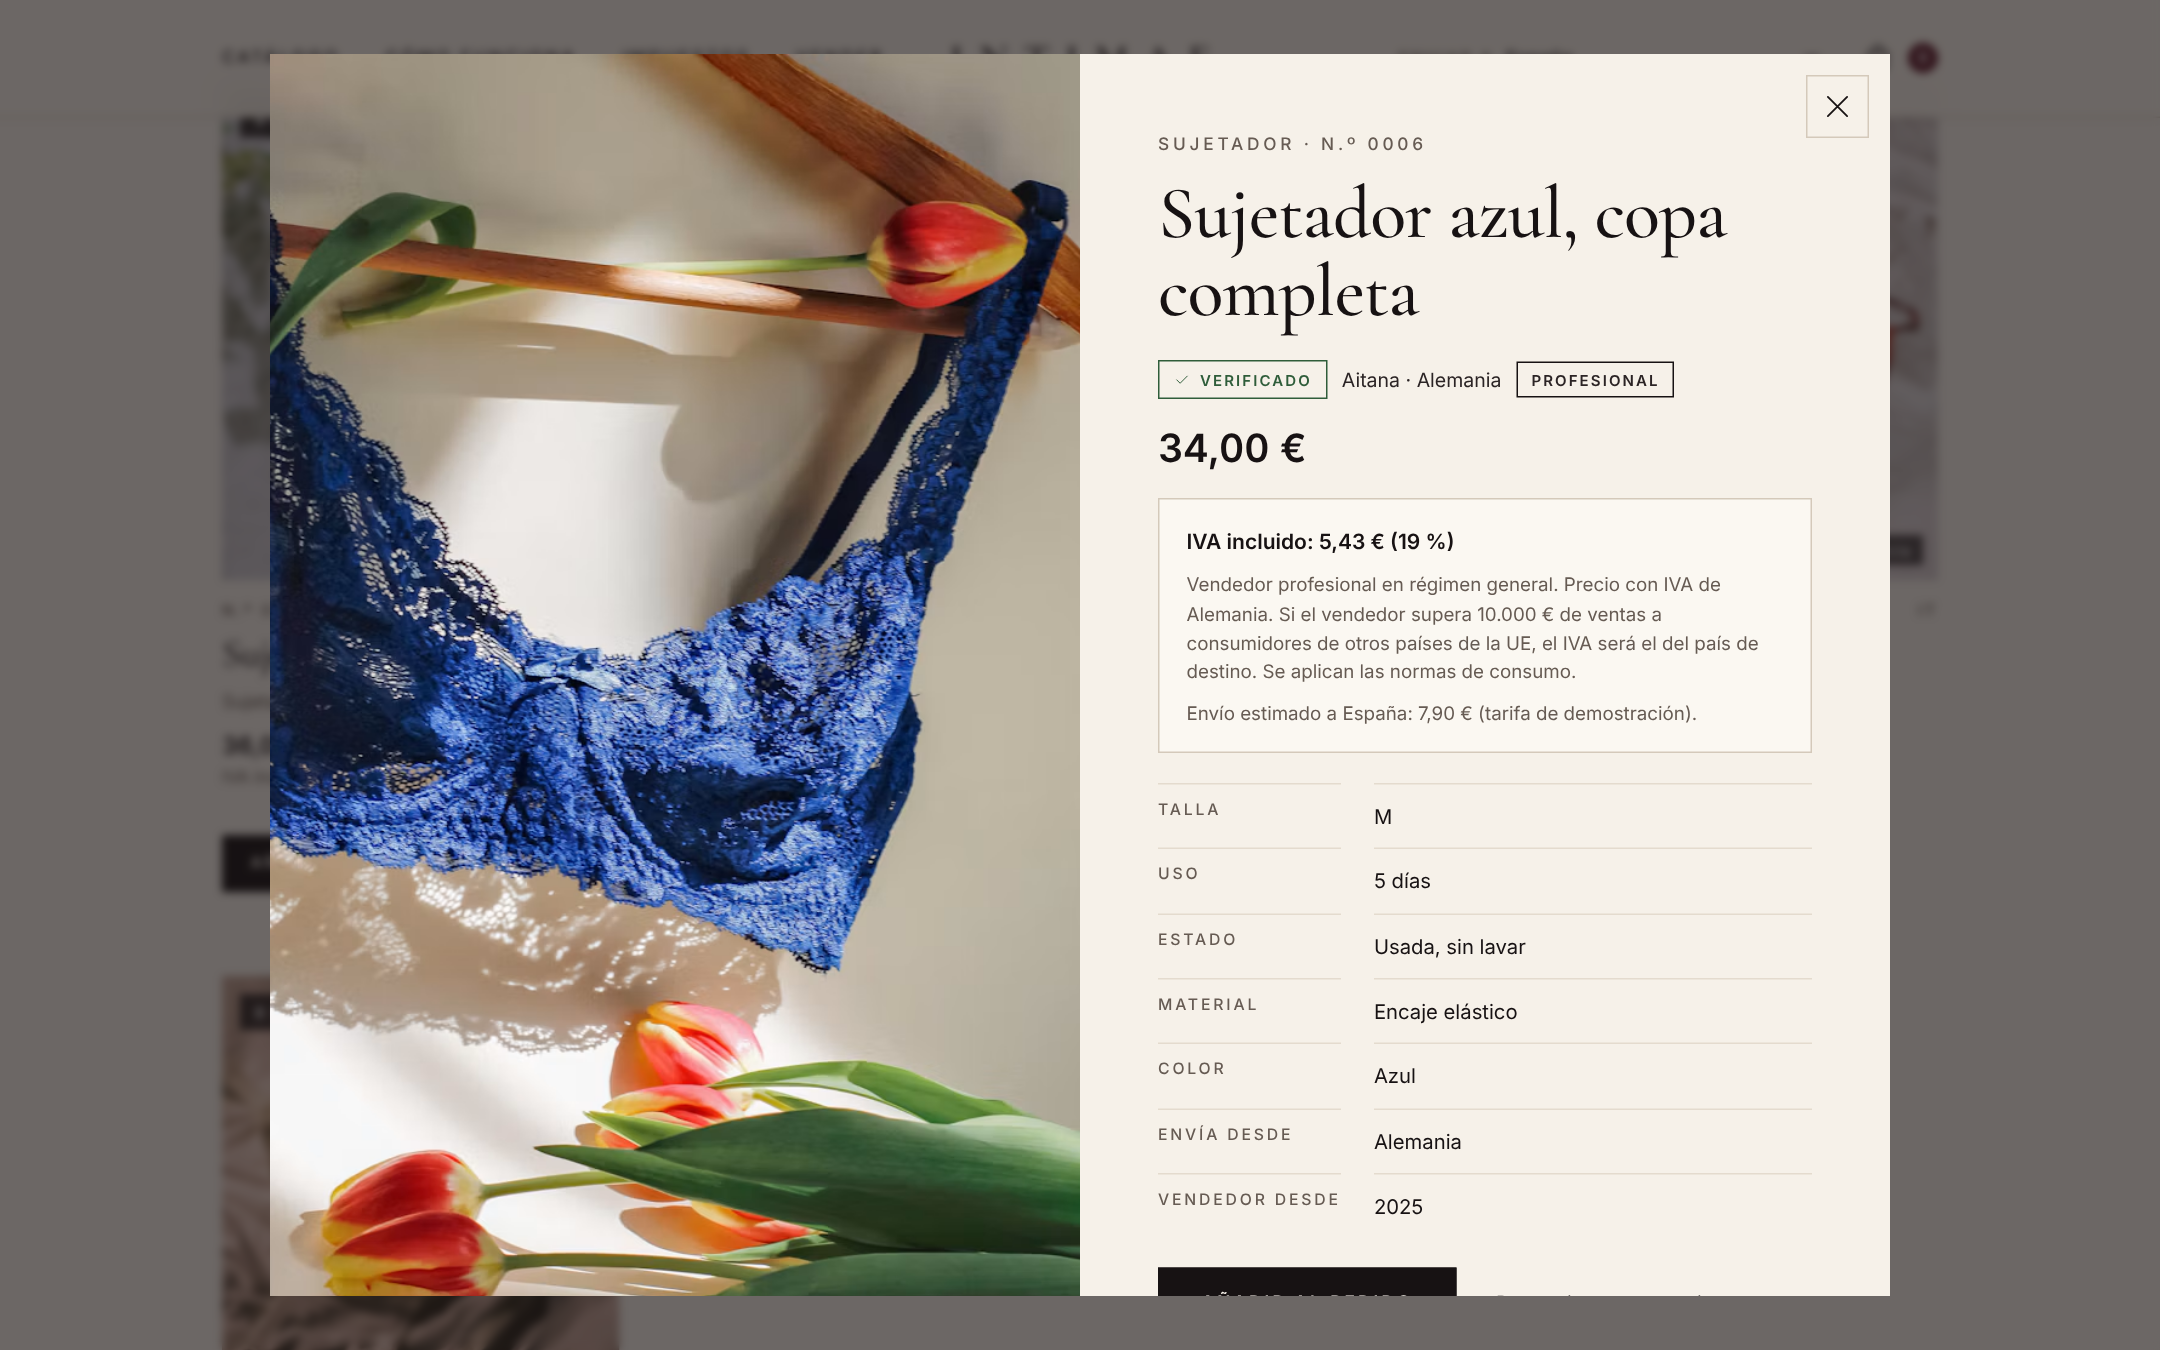 SUJETADOR · N.º 0006
Sujetador azul, copa
completa
VERIFICADO
Aitana · Alemania
PROFESIONAL
34,00 €
IVA incluido: 5,43 € (19 %)
Vendedor profesional en régimen general. Precio con IVA de
Alemania. Si el vendedor supera 10.000 € de ventas a
consumidores de otros países de la UE, el IVA será el del país de
destino. Se aplican las normas de consumo.
Envío estimado a España: 7,90 € (tarifa de demostración).
TALLA
M
USO
5 días
ESTADO
Usada, sin lavar
MATERIAL
Encaje elástico
COLOR
Azul
ENVÍA DESDE
Alemania
VENDEDOR DESDE
2025